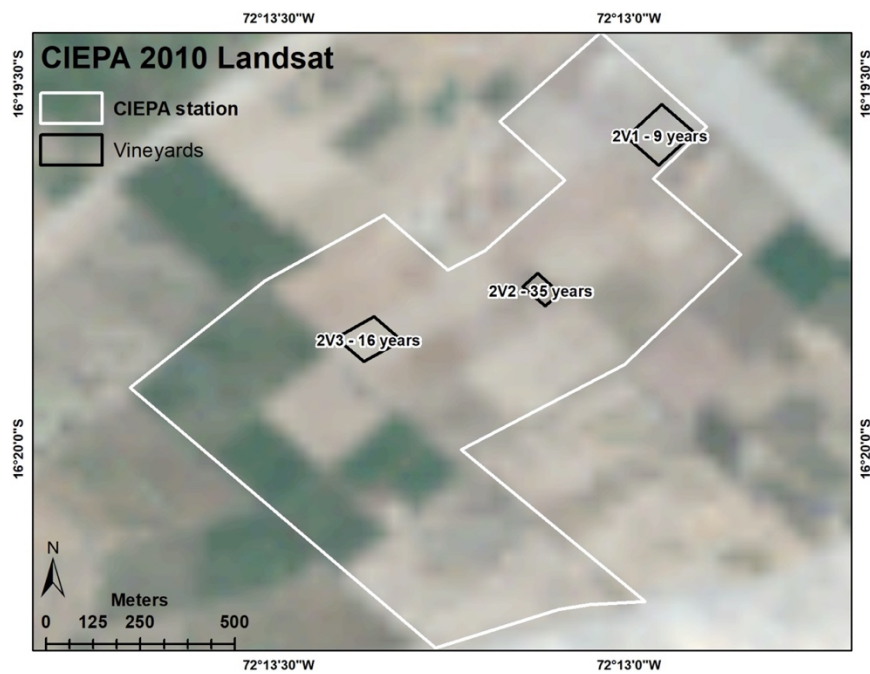 72°13'30"W 72°13'0"W
CIEPA 2010 Landsat
CIEPA station
Vineyards
16°19'30"S 16°19'30"S
2V1 - 9 years
2V2 - 35 years
2V3 - 16 years
16°20'0"S 16°20'0"S
N
Meters
0 125 250 500
72°13'30"W 72°13'0"W